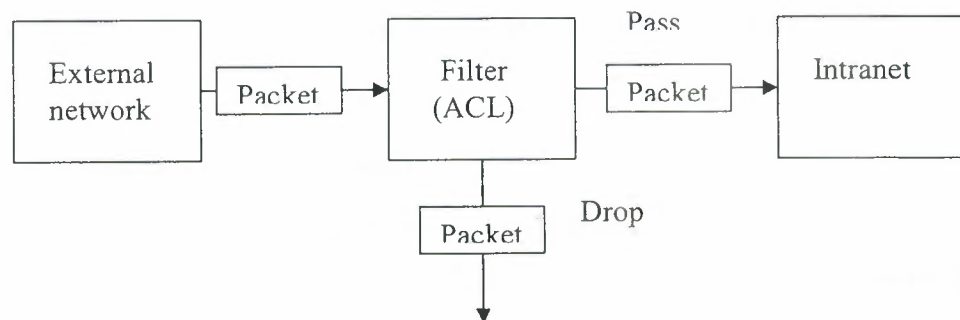 Pass
External
network
Packet
Filter
(ACL)
Packet
Intranet
Packet
Drop